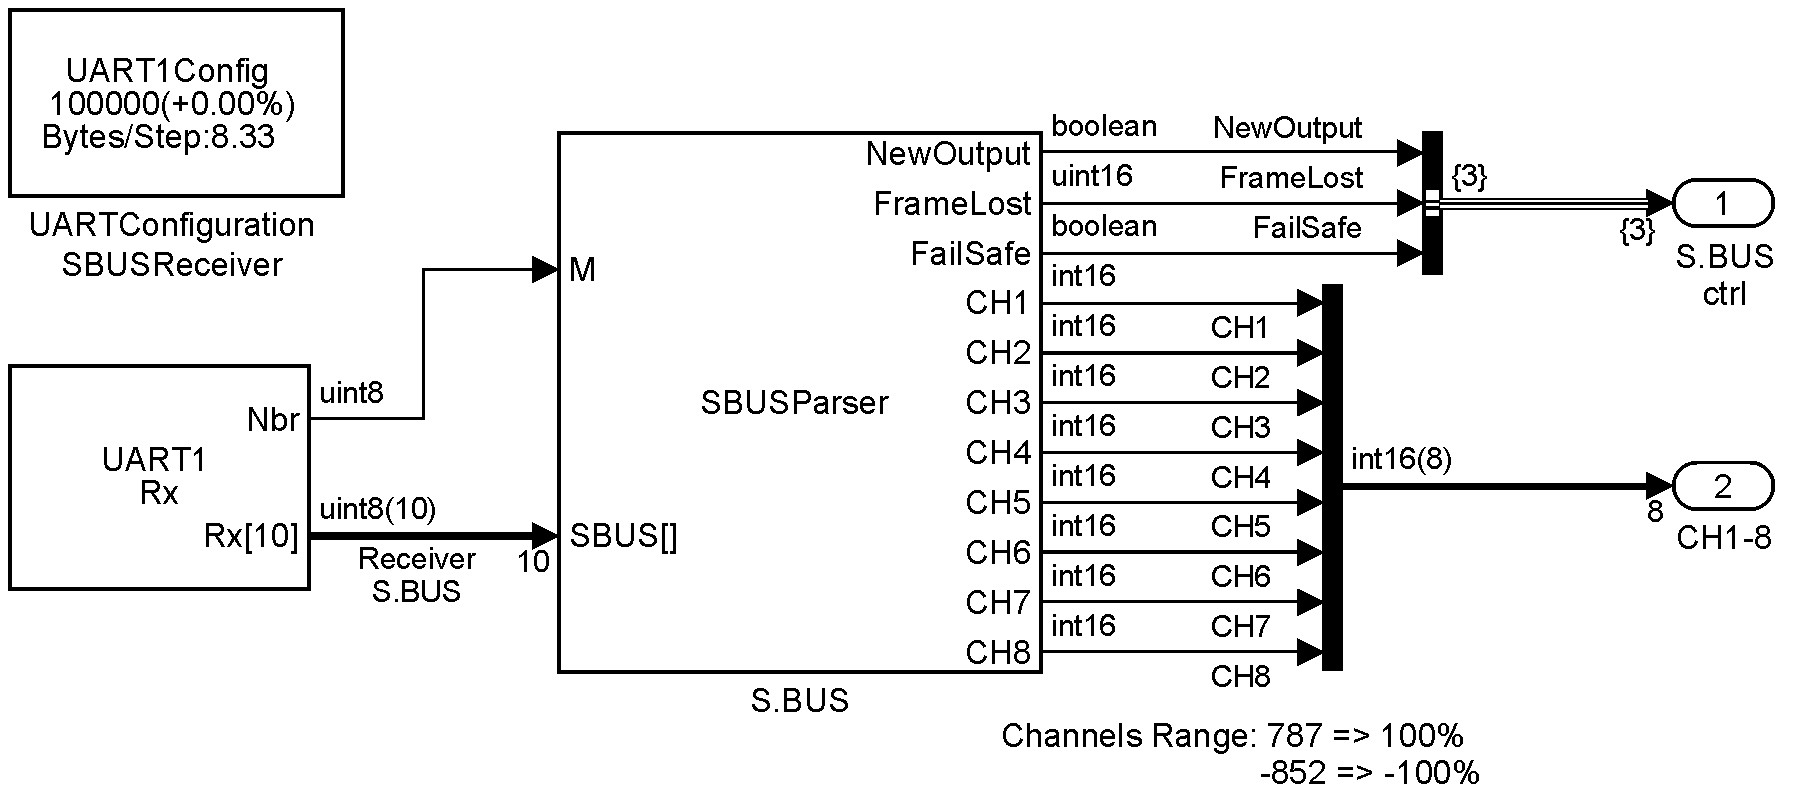 UART1Config
100000(+0.00%)
Bytes/Step:8.33
UARTConfiguration
SBUSReceiver
UART1
Rx
Nbr
Rx[10]
uint8
uint8(10)
Receiver
S.BUS
10
M
SBUS[]
SBUSParser
NewOutput
FrameLost
FailSafe
CH1
CH2
CH3
CH4
CH5
CH6
CH7
CH8
S.BUS
boolean NewOutput
uint16 FrameLost
boolean FailSafe
int16
CH1
int16
CH2
int16
CH3
int16
CH4
int16
CH5
int16
CH6
int16
CH7
int16
CH8
{3}
{3}
1
S.BUS
ctrl
int16(8)
8
2
CH1-8
Channels Range: 787 => 100%
-852 => -100%